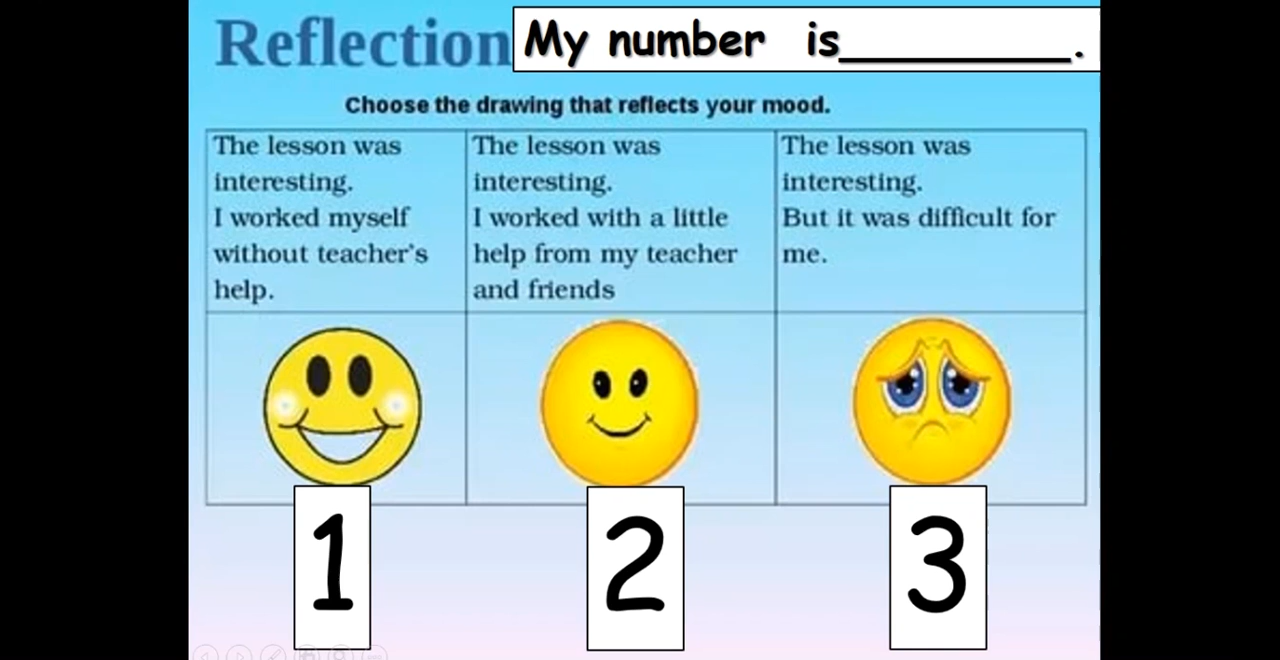 Reflection
My number is_________.
Choose the drawing that reflects your mood.
The lesson was
interesting.
I worked myself
without teacher's
help.
The lesson was
interesting.
I worked with a little
help from my teacher
and friends
The lesson was
interesting.
But it was difficult for
me.
1
2
3